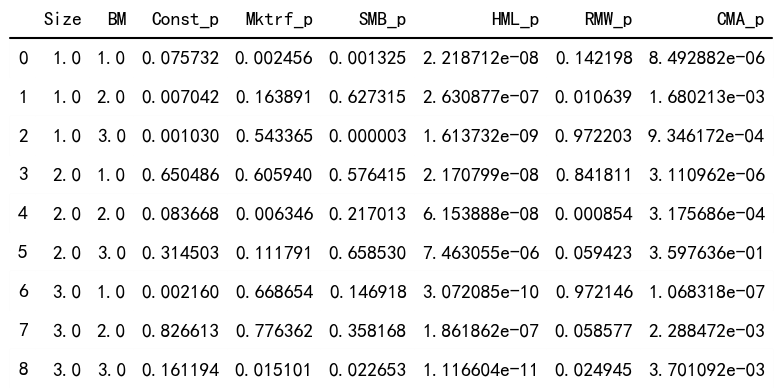 Size BM Const_p Mktrf_p SMB_p HML_p RMW_p CMA_p
0 1.0 1.0 0.075732 0.002456 0.001325 2.218712e-08 0.142198 8.492882e-06
1 1.0 2.0 0.007042 0.163891 0.627315 2.630877e-07 0.010639 1.680213e-03
2 1.0 3.0 0.001030 0.543365 0.000003 1.613732e-09 0.972203 9.346172e-04
3 2.0 1.0 0.650486 0.605940 0.576415 2.170799e-08 0.841811 3.110962e-06
4 2.0 2.0 0.083668 0.006346 0.217013 6.153888e-08 0.000854 3.175686e-04
5 2.0 3.0 0.314503 0.111791 0.658530 7.463055e-06 0.059423 3.597636e-01
6 3.0 1.0 0.002160 0.668654 0.146918 3.072085e-10 0.972146 1.068318e-07
7 3.0 2.0 0.826613 0.776362 0.358168 1.861862e-07 0.058577 2.288472e-03
8 3.0 3.0 0.161194 0.015101 0.022653 1.116604e-11 0.024945 3.701092e-03